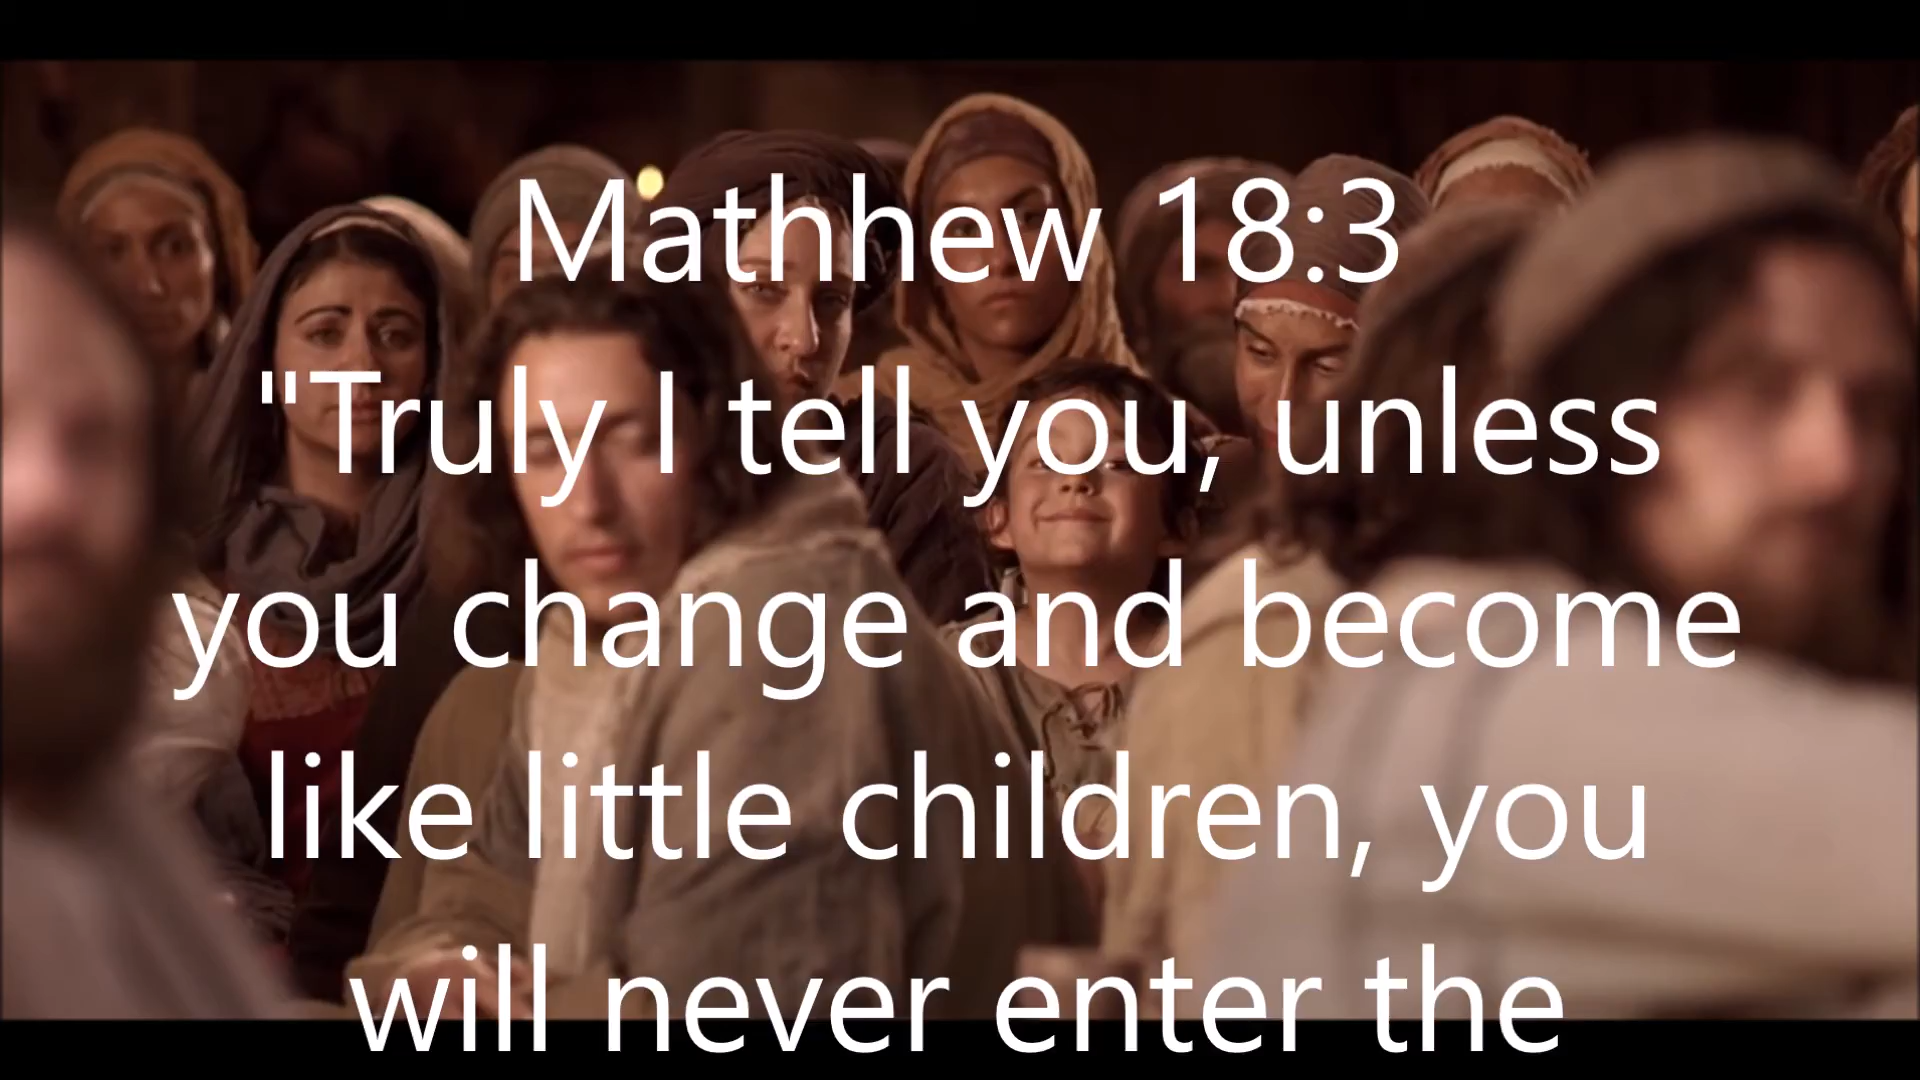 Mathhew 18:3
"Truly I tell you, unless
you change and become
like little children, you
will never enter the